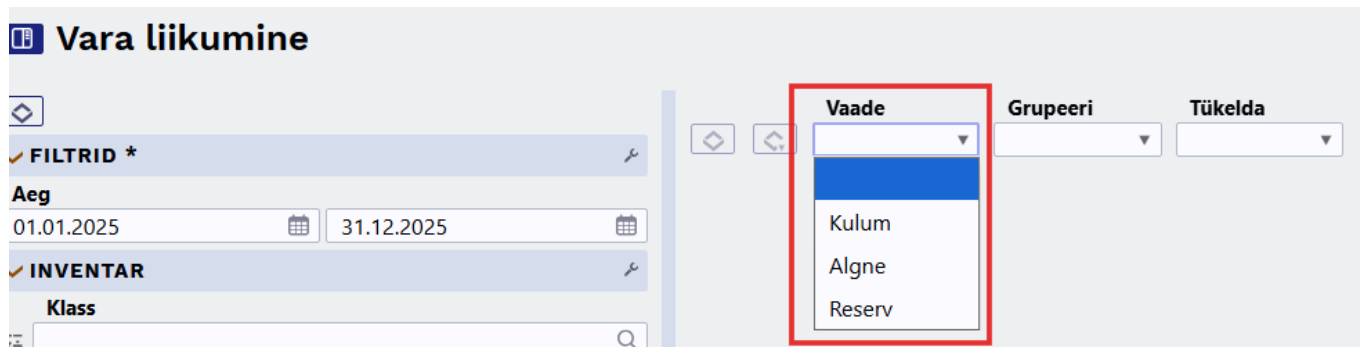 Vara liikumine
Vaade Grupeeri Tükelda
FILTRID *
Aeg
01.01.2025 31.12.2025
Kulum
INVENTAR
Algne
Klass
Reserv